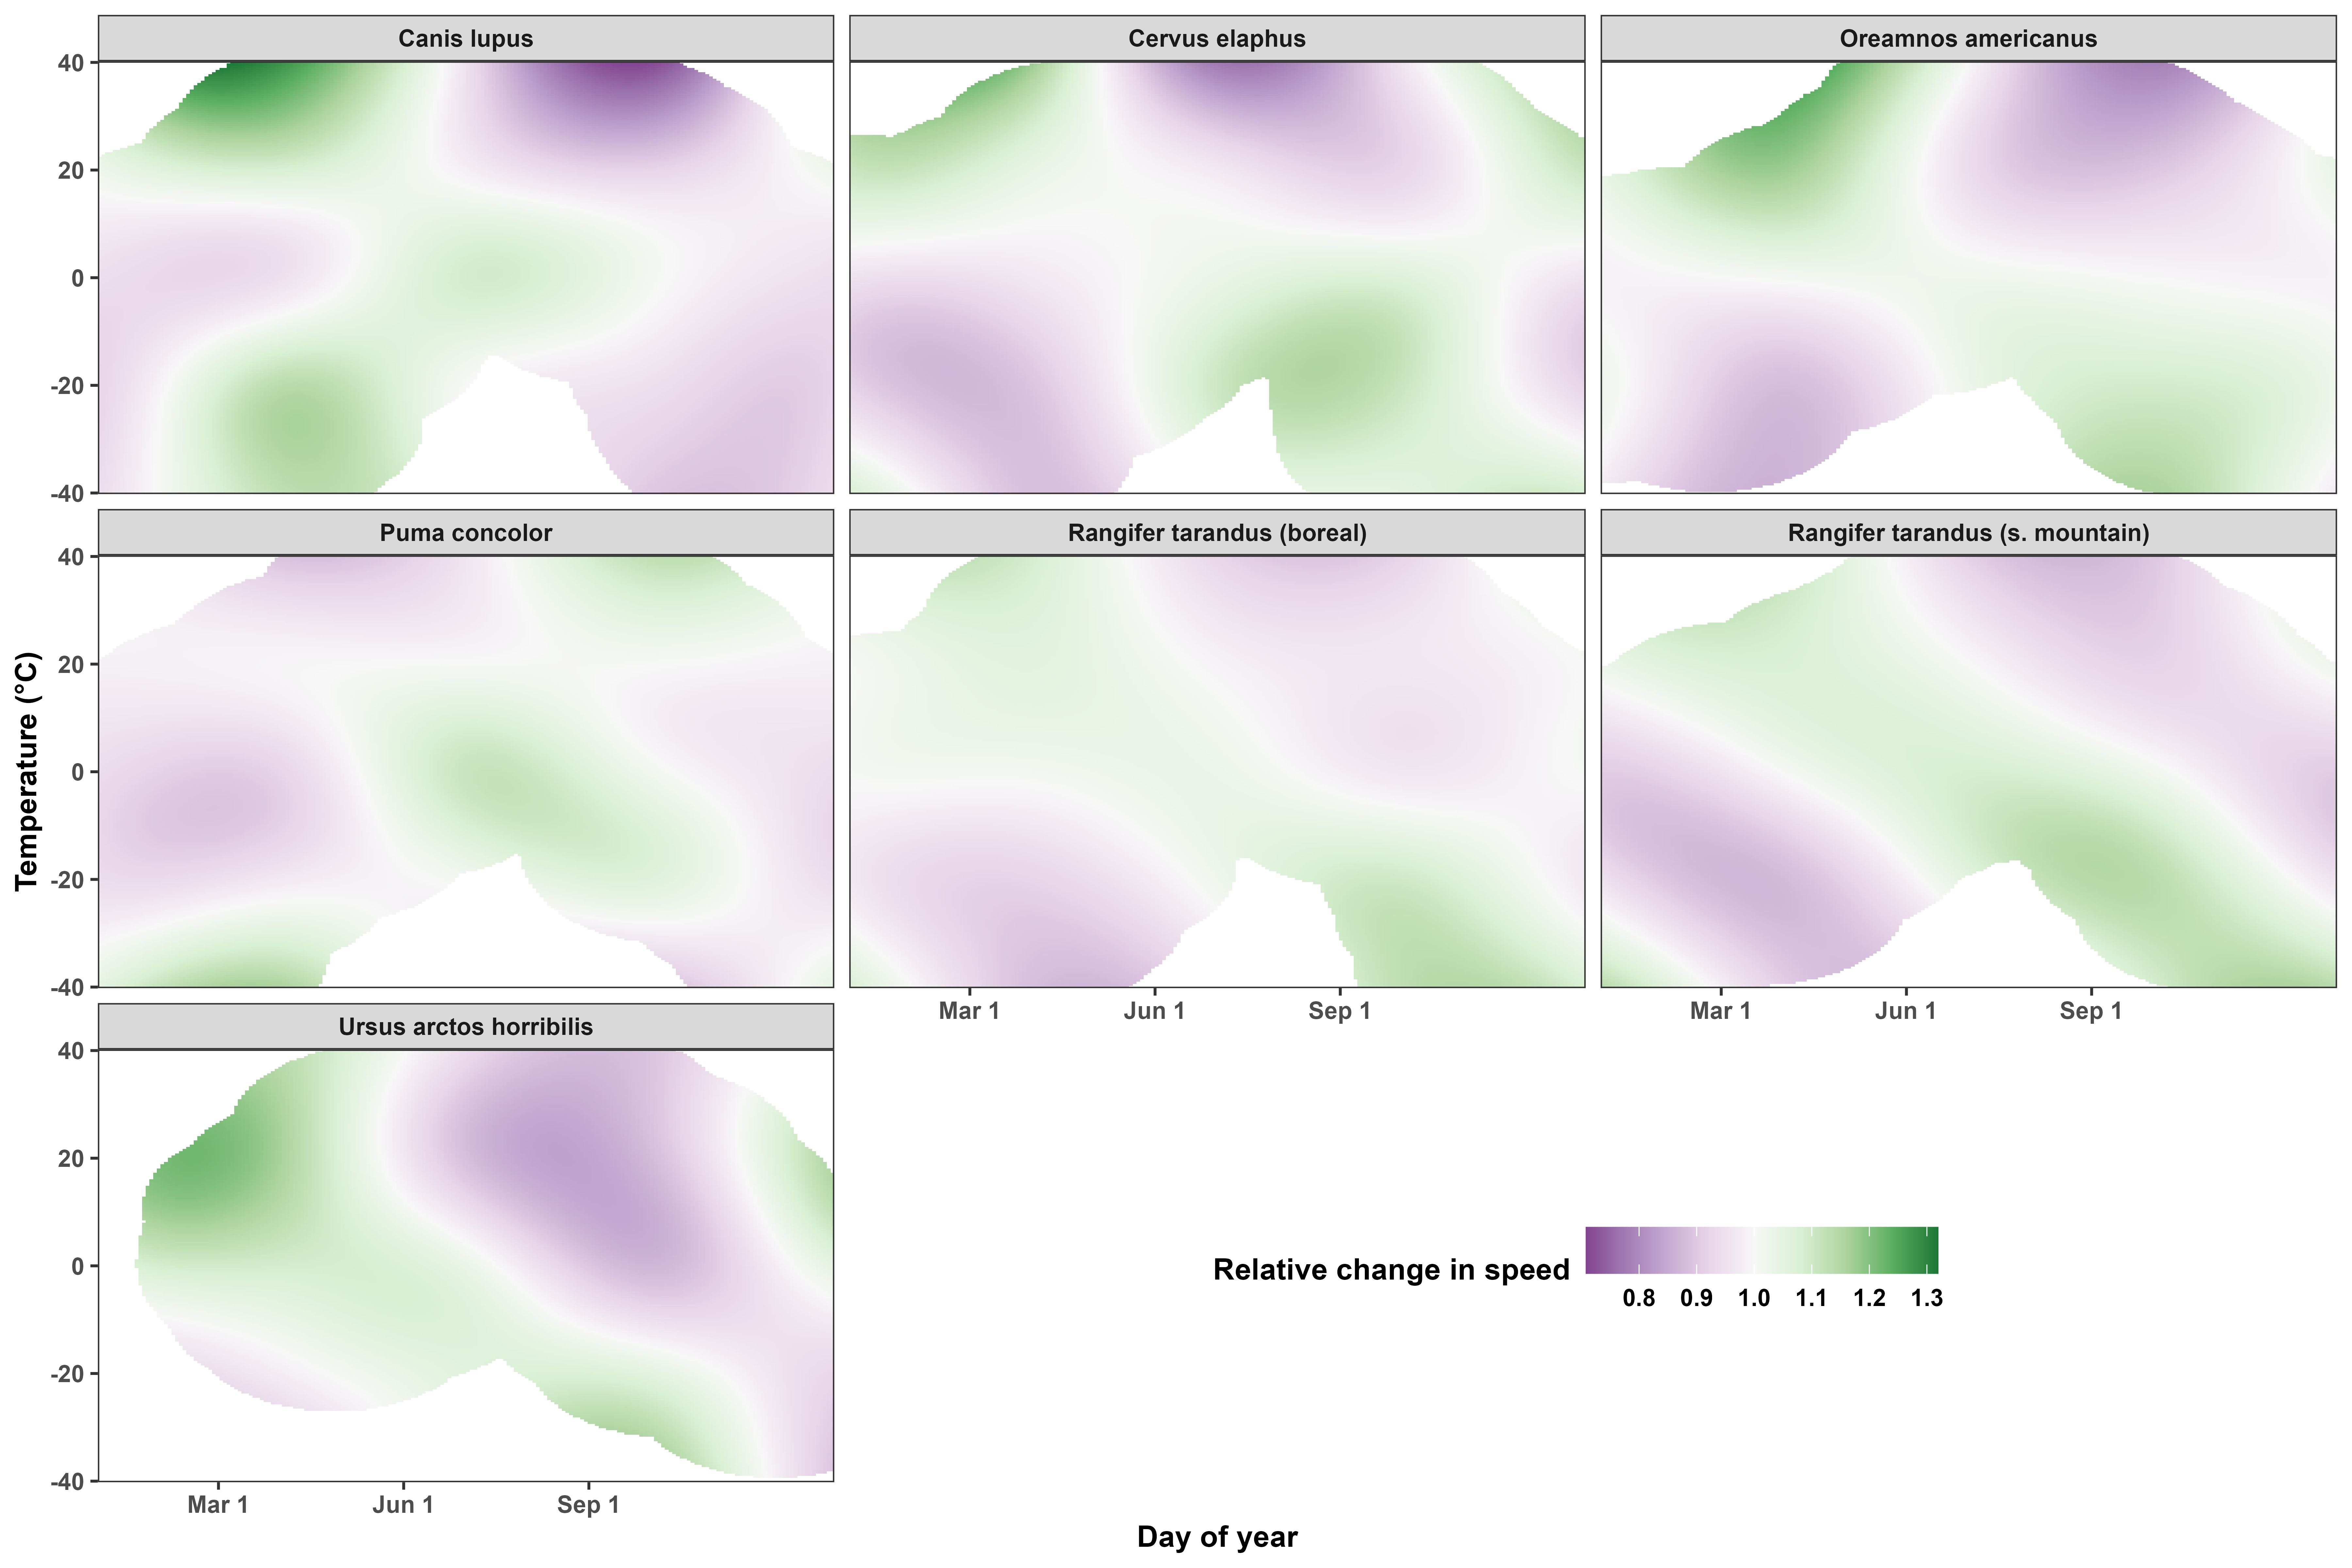 Canis lupus
Cervus elaphus
Oreamnos americanus
40
20
0
-20
-40
Puma concolor
Rangifer tarandus (boreal)
Rangifer tarandus (s. mountain)
40
20
0
-20
-40
Temperature (°C)
Mar 1 Jun 1 Sep 1
Mar 1 Jun 1 Sep 1
Ursus arctos horribilis
40
20
0
-20
-40
Mar 1 Jun 1 Sep 1
Relative change in speed
0.8 0.9 1.0 1.1 1.2 1.3
Day of year